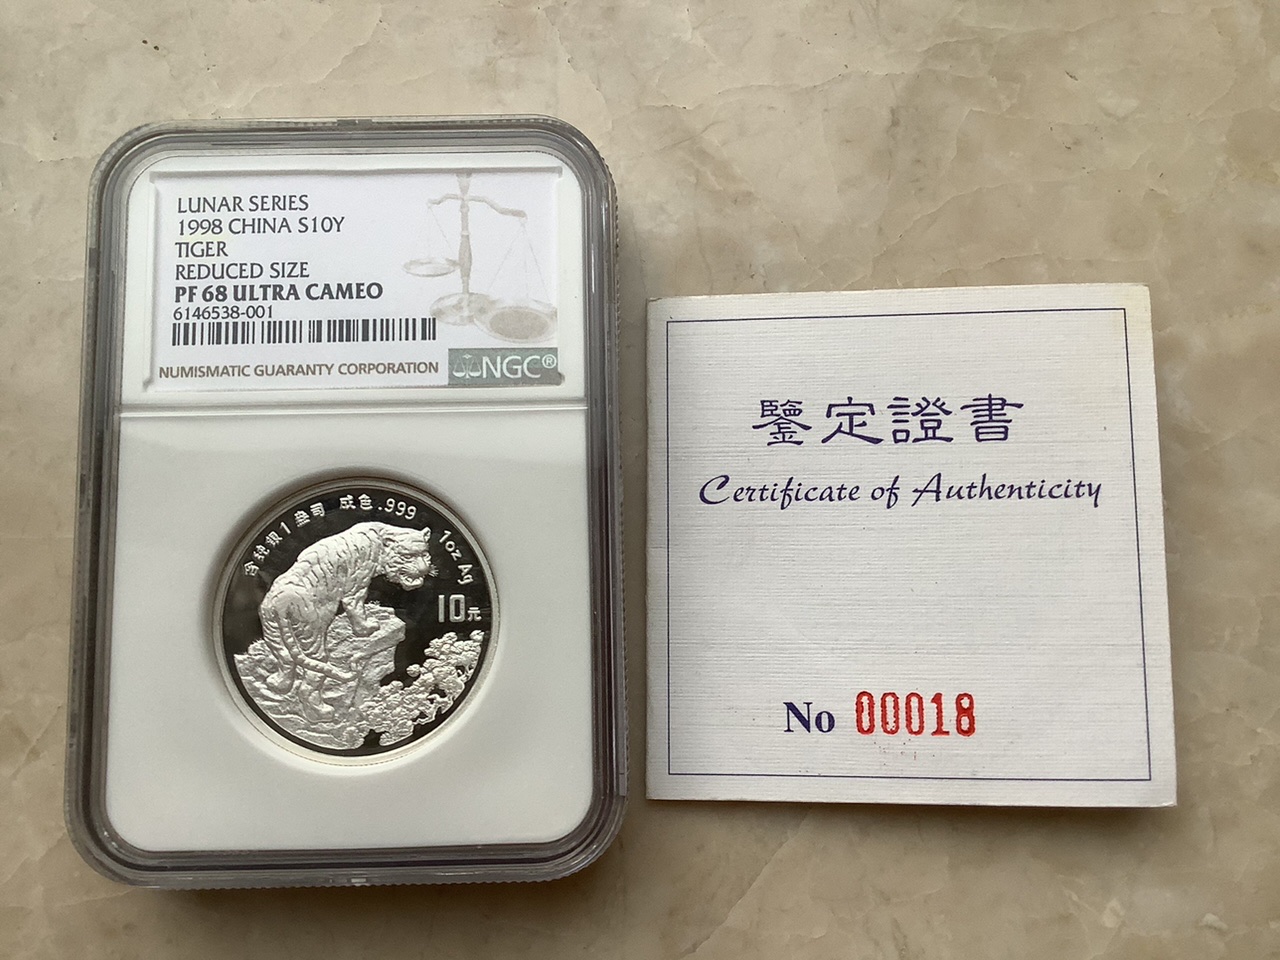 LUNAR SERIES
1998 CHINA S10Y
TIGER
REDUCED SIZE
PF 68 ULTRA CAMEO
6146538-001
NUMISMATIC GUARANTY CORPORATION
NGC®
含純銀1盎司 成色.999
1oz Ag
10元
鑒定證書
Certificate of Authenticity
No 00018